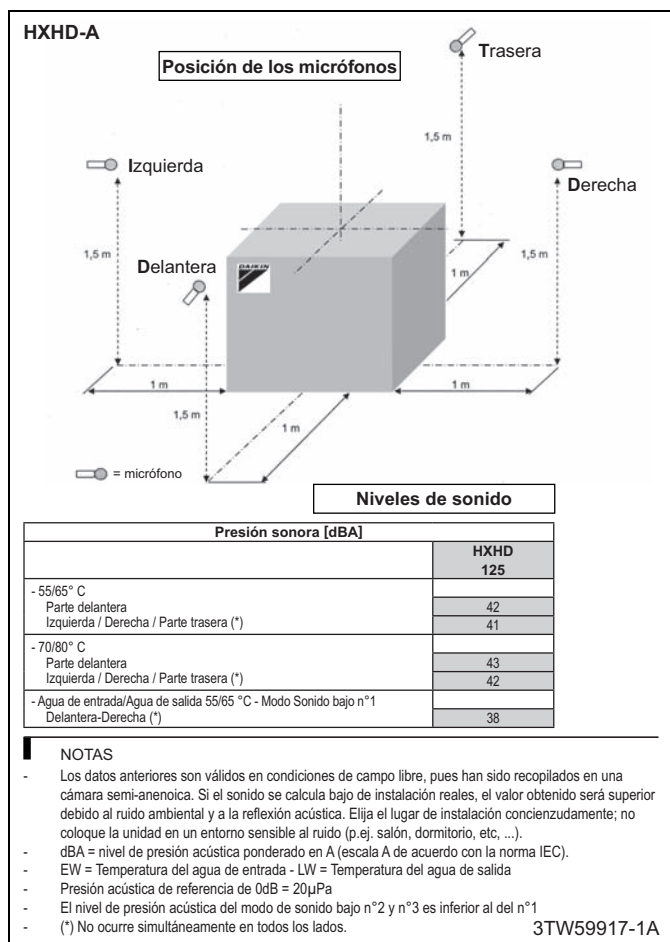 HXHD-A
Posición de los micrófonos
Trasera
1,5 m
Izquierda
Derecha
1,5 m
Delantera
DAIKIN
1,5 m
1 m
1 m
1 m
1,5 m
1 m
= micrófono
Niveles de sonido
Presión sonora [dBA]
HXHD
125
- 55/65° C
Parte delantera 42
Izquierda / Derecha / Parte trasera (*) 41
- 70/80° C
Parte delantera 43
Izquierda / Derecha / Parte trasera (*) 42
- Agua de entrada/Agua de salida 55/65 °C - Modo Sonido bajo n°1
Delantera-Derecha (*) 38
NOTAS
- Los datos anteriores son válidos en condiciones de campo libre, pues han sido recopilados en una
cámara semi-anenoica. Si el sonido se calcula bajo de instalación reales, el valor obtenido será superior
debido al ruido ambiental y a la reflexión acústica. Elija el lugar de instalación concienzudamente; no
coloque la unidad en un entorno sensible al ruido (p.ej. salón, dormitorio, etc, ...).
- dBA = nivel de presión acústica ponderado en A (escala A de acuerdo con la norma IEC).
- EW = Temperatura del agua de entrada - LW = Temperatura del agua de salida
- Presión acústica de referencia de 0dB = 20µPa
- El nivel de presión acústica del modo de sonido bajo n°2 y n°3 es inferior al del n°1
- (*) No ocurre simultáneamente en todos los lados.
3TW59917-1A